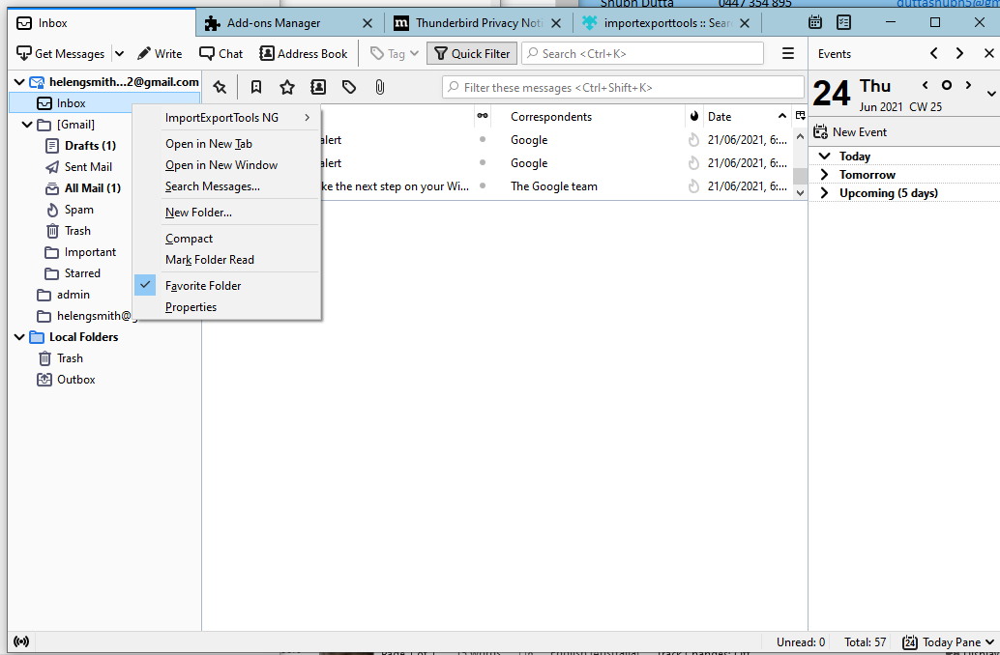 Shubh Dutta 0447 354 895
Inbox Add-ons Manager Thunderbird Privacy Noti importexporttools :: Sear
Get Messages Write Chat Address Book Tag Quick Filter Search <Ctrl+K> Events
helengsmith...2@gmail.com Filter these messages <Ctrl+Shift+K> 24 Thu
Jun 2021 CW 25
Inbox
ImportExportTools NG Correspondents Date
[Gmail] New Event
Drafts (1) Open in New Tab alert Google 21/06/2021, 6:...
Today
Sent Mail Open in New Window alert Google 21/06/2021, 6:...
Tomorrow
All Mail (1) Search Messages... ke the next step on your Wi... The Google team 21/06/2021, 6:...
Upcoming (5 days)
Spam New Folder...
Trash Compact
Important Mark Folder Read
Starred
admin Favorite Folder
helengsmith@g Properties
Local Folders
Trash
Outbox
Unread: 0 Total: 57 24 Today Pane